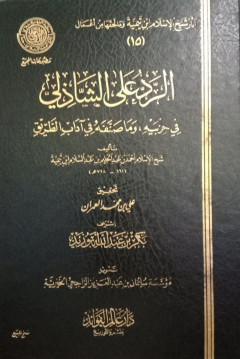 آثار شيخ الإسلام ابن تيمية وما لحقها من أعمال
(١٥)
الرد على الشاذلي
في حزبيه، وما صنفه في آداب الطريق
تأليف
شيخ الإسلام أحمد بن عبد الحليم بن عبد السلام ابن تيمية
(٦٦١ - ٧٢٨ هـ)
تحقيق
علي بن محمد العمران
إشراف
بكر بن عبد الله أبو زيد
تمويل
مؤسسة سليمان بن عبد العزيز الراجحي الخيرية
دار عالم الفوائد
للنشر والتوزيع